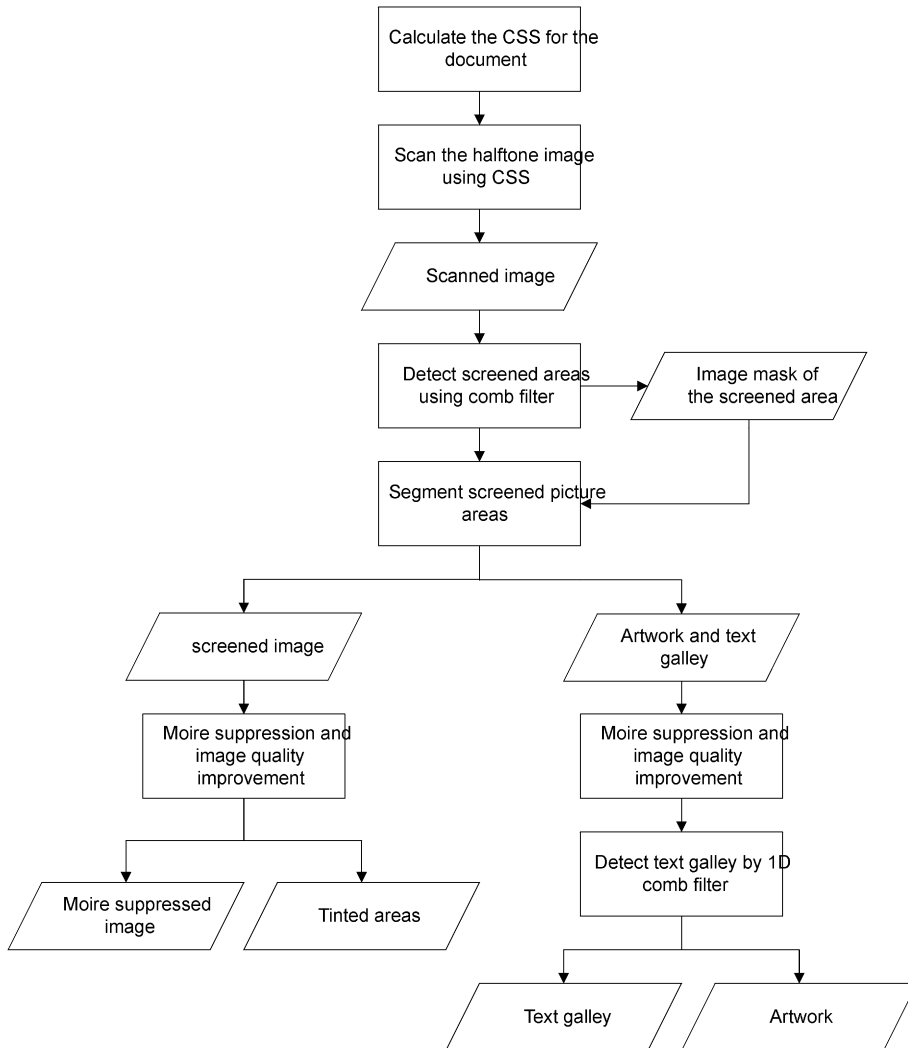 Calculate the CSS for the
document
Scan the halftone image
using CSS
Scanned image
Detect screened areas
using comb filter
Image mask of
the screened area
Segment screened picture
areas
screened image
Artwork and text
galley
Moire suppression and
image quality
improvement
Moire suppression and
image quality
improvement
Detect text galley by 1D
comb filter
Moire suppressed
image
Tinted areas
Text galley
Artwork